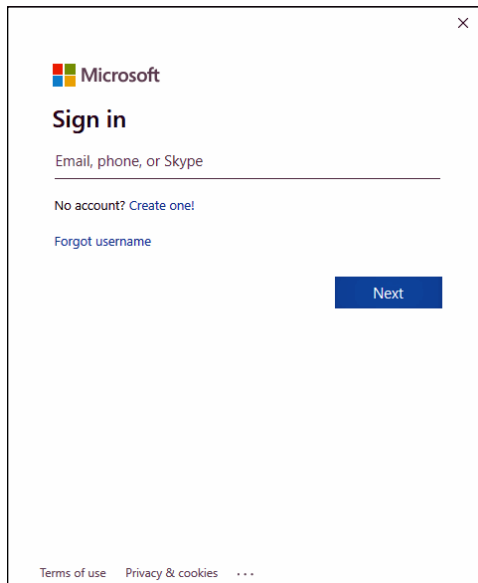 Microsoft
Sign in
Email, phone, or Skype
No account? Create one!
Forgot username
Next
Terms of use Privacy & cookies ...